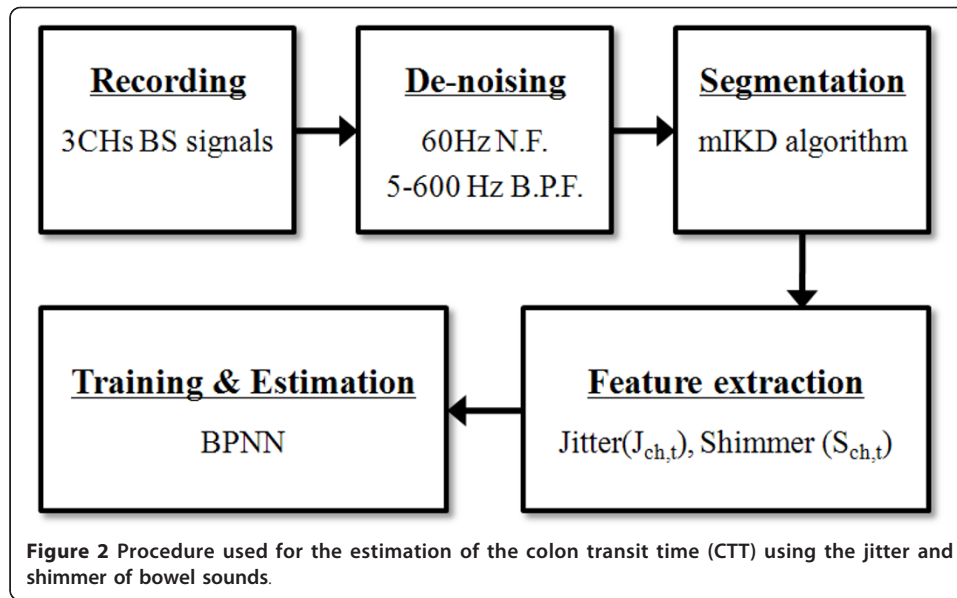 Recording
3CHs BS signals
De-noising
60Hz N.F.
5-600 Hz B.P.F.
Segmentation
mIKD algorithm
Training & Estimation
BPNN
Feature extraction
Jitter(J_ch,t), Shimmer (S_ch,t)
Figure 2 Procedure used for the estimation of the colon transit time (CTT) using the jitter and
shimmer of bowel sounds.